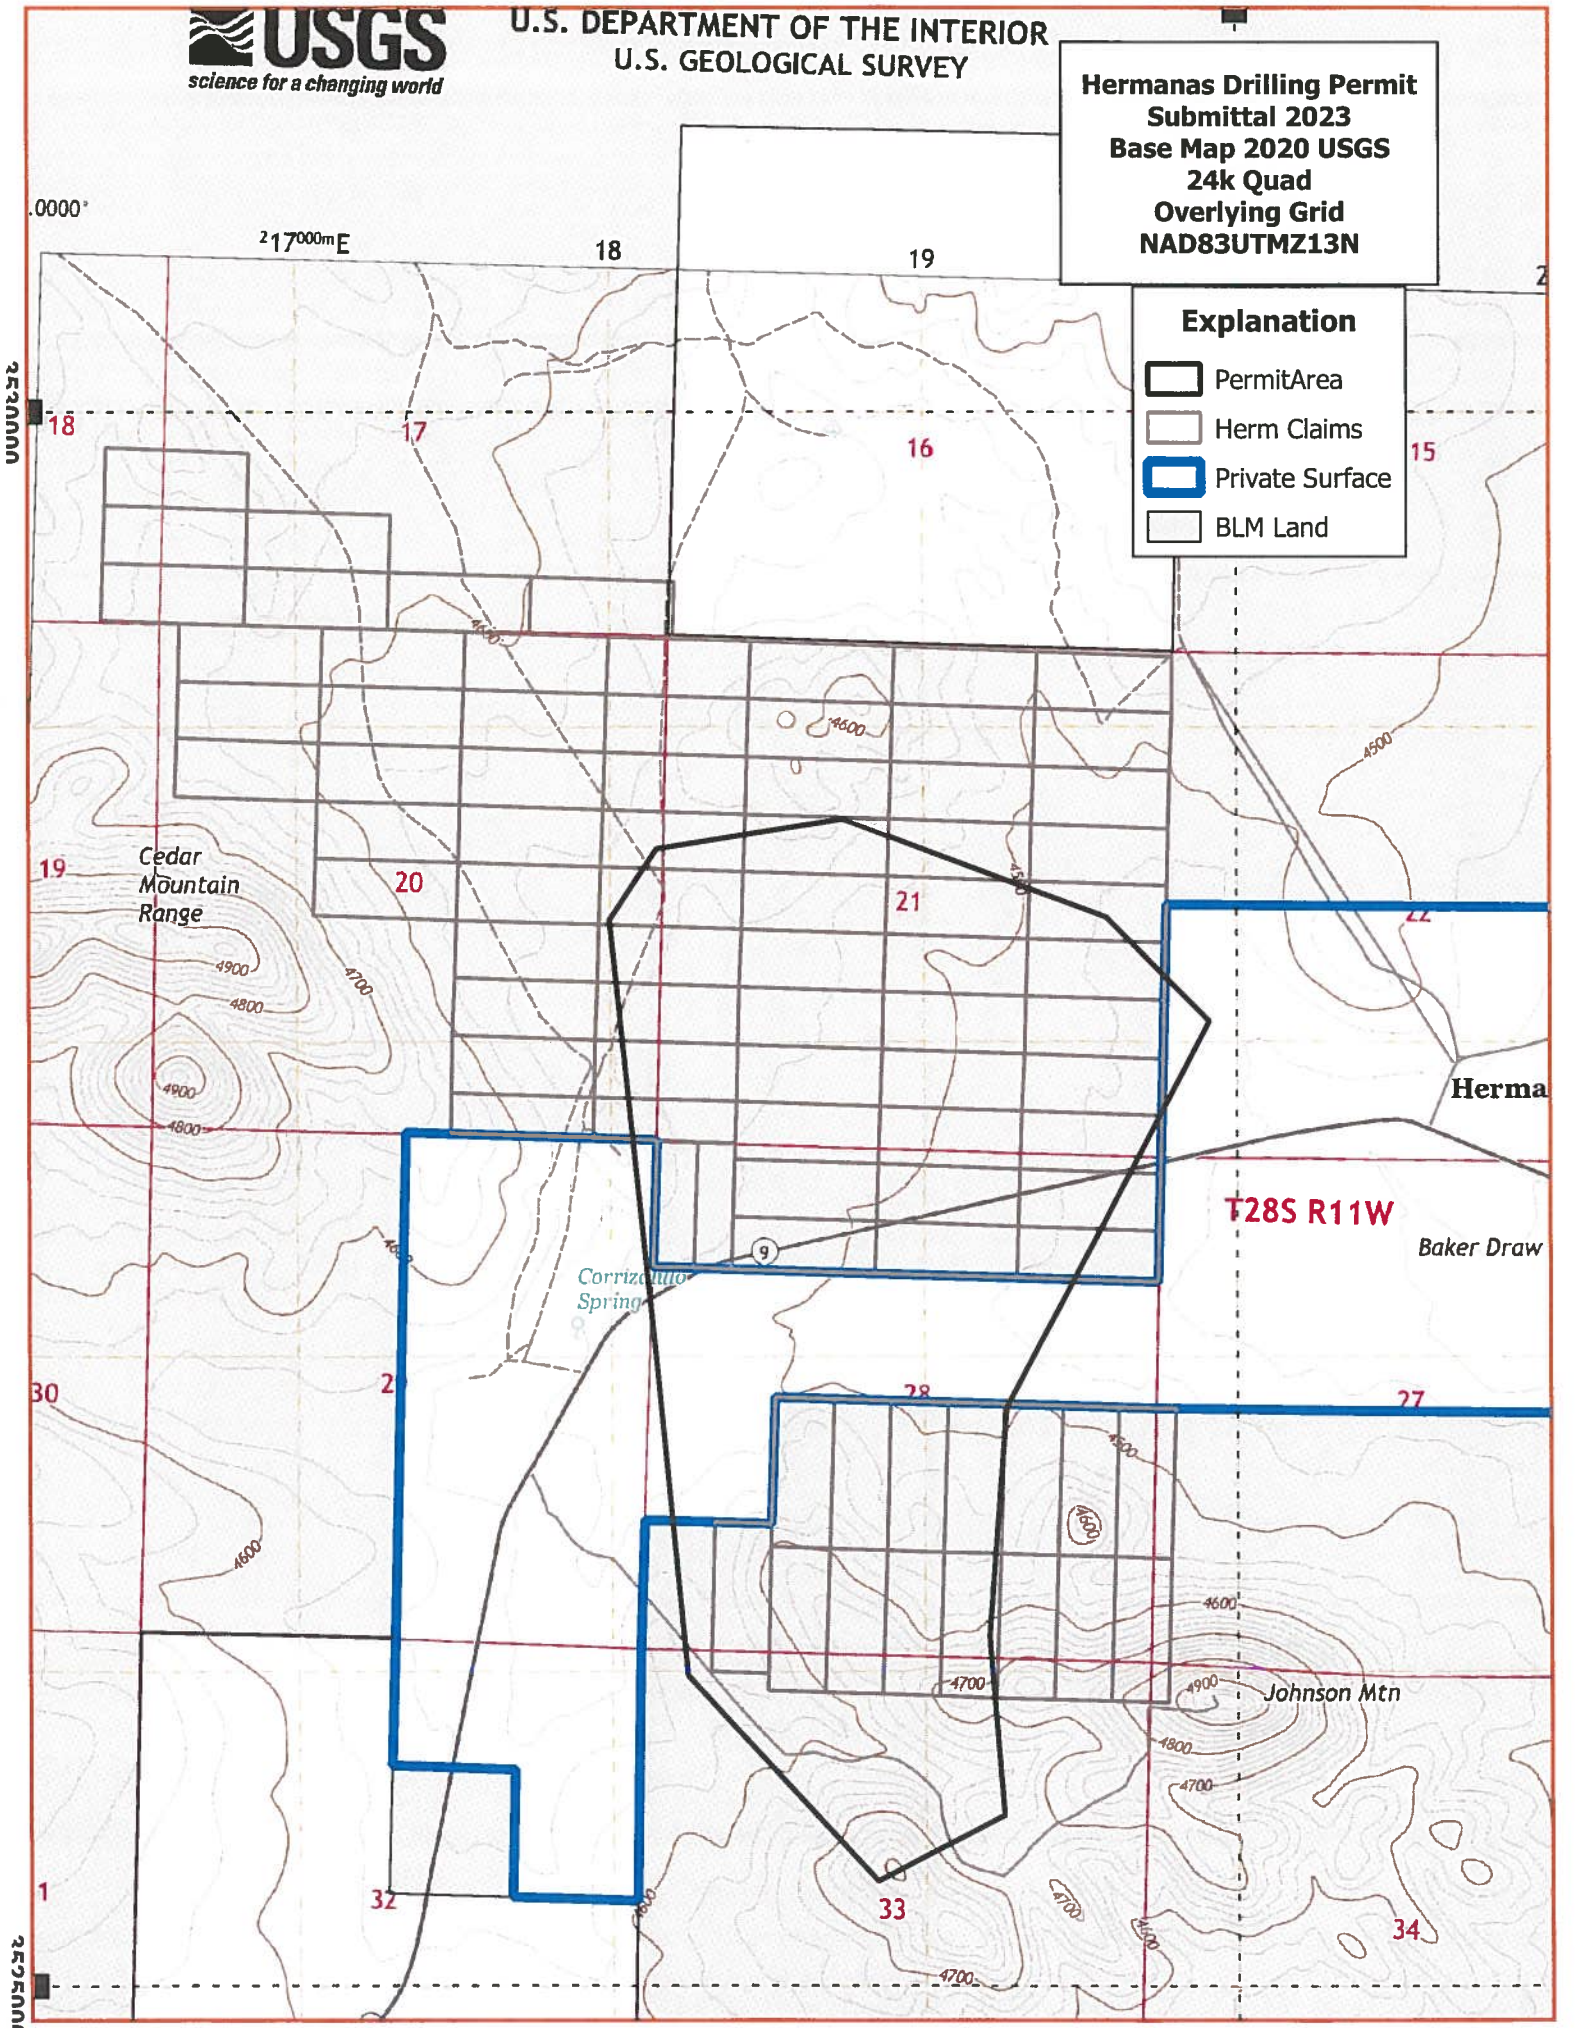 USGS
science for a changing world
U.S. DEPARTMENT OF THE INTERIOR
U.S. GEOLOGICAL SURVEY
Hermanas Drilling Permit
Submittal 2023
Base Map 2020 USGS
24k Quad
Overlying Grid
NAD83UTMZ13N
.0000°
217000mE
18
19
Explanation
PermitArea
Herm Claims
Private Surface
BLM Land
18
17
16
15
4600
4600
4500
Cedar
Mountain
Range
19
20
21
22
4900
4800
4700
4900
4800
Herma
T28S R11W
Baker Draw
9
Corrizalillo
Spring
4600
30
28
27
4500
4600
4600
4600
4700
4900
Johnson Mtn
4800
4700
1
32
4600
33
4700
4600
34
4700